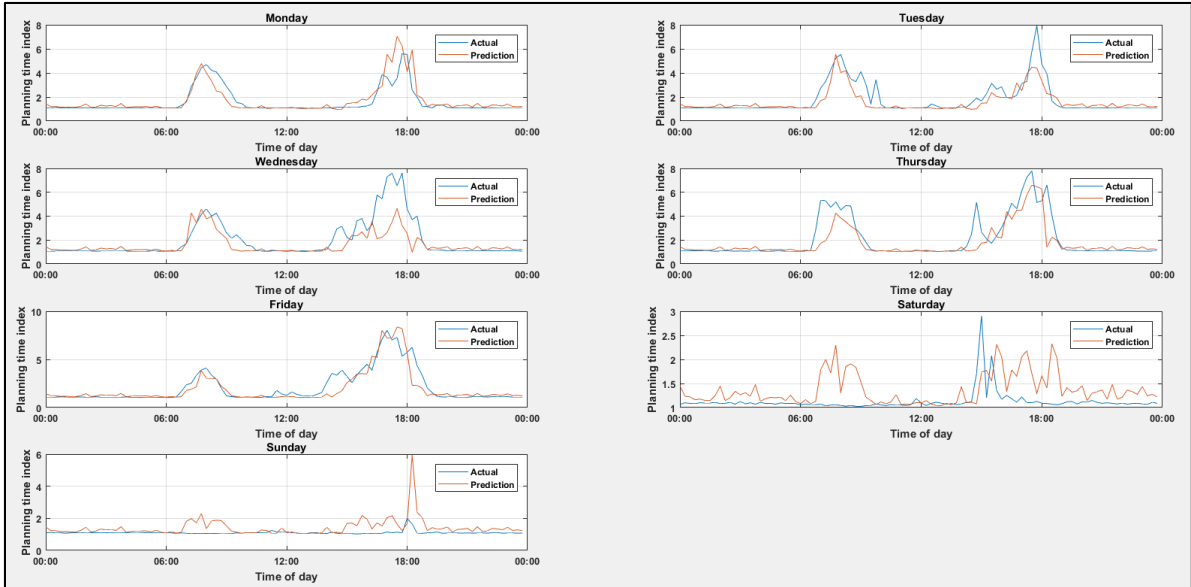 Monday
Planning time index
8
6
4
2
0
00:00 06:00 12:00 18:00 00:00
Time of day
Actual
Prediction
Tuesday
Planning time index
8
6
4
2
0
00:00 06:00 12:00 18:00 00:00
Time of day
Actual
Prediction
Wednesday
Planning time index
8
6
4
2
0
00:00 06:00 12:00 18:00 00:00
Time of day
Actual
Prediction
Thursday
Planning time index
8
6
4
2
0
00:00 06:00 12:00 18:00 00:00
Time of day
Actual
Prediction
Friday
Planning time index
10
5
0
00:00 06:00 12:00 18:00 00:00
Time of day
Actual
Prediction
Saturday
Planning time index
3
2.5
2
1.5
1
00:00 06:00 12:00 18:00 00:00
Time of day
Actual
Prediction
Sunday
Planning time index
6
4
2
0
00:00 06:00 12:00 18:00 00:00
Time of day
Actual
Prediction